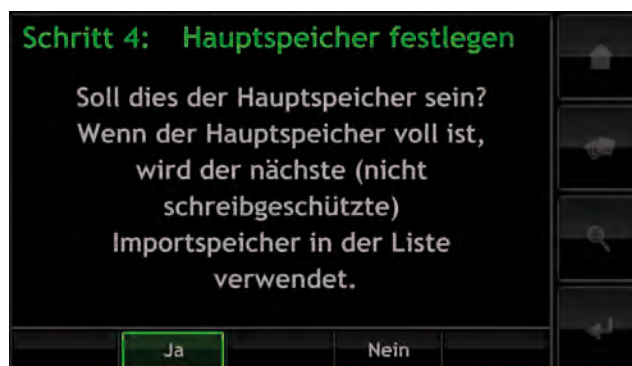 Schritt 4: Hauptspeicher festlegen
Soll dies der Hauptspeicher sein?
Wenn der Hauptspeicher voll ist,
wird der nächste (nicht
schreibgeschützte)
Importspeicher in der Liste
verwendet.
Ja Nein